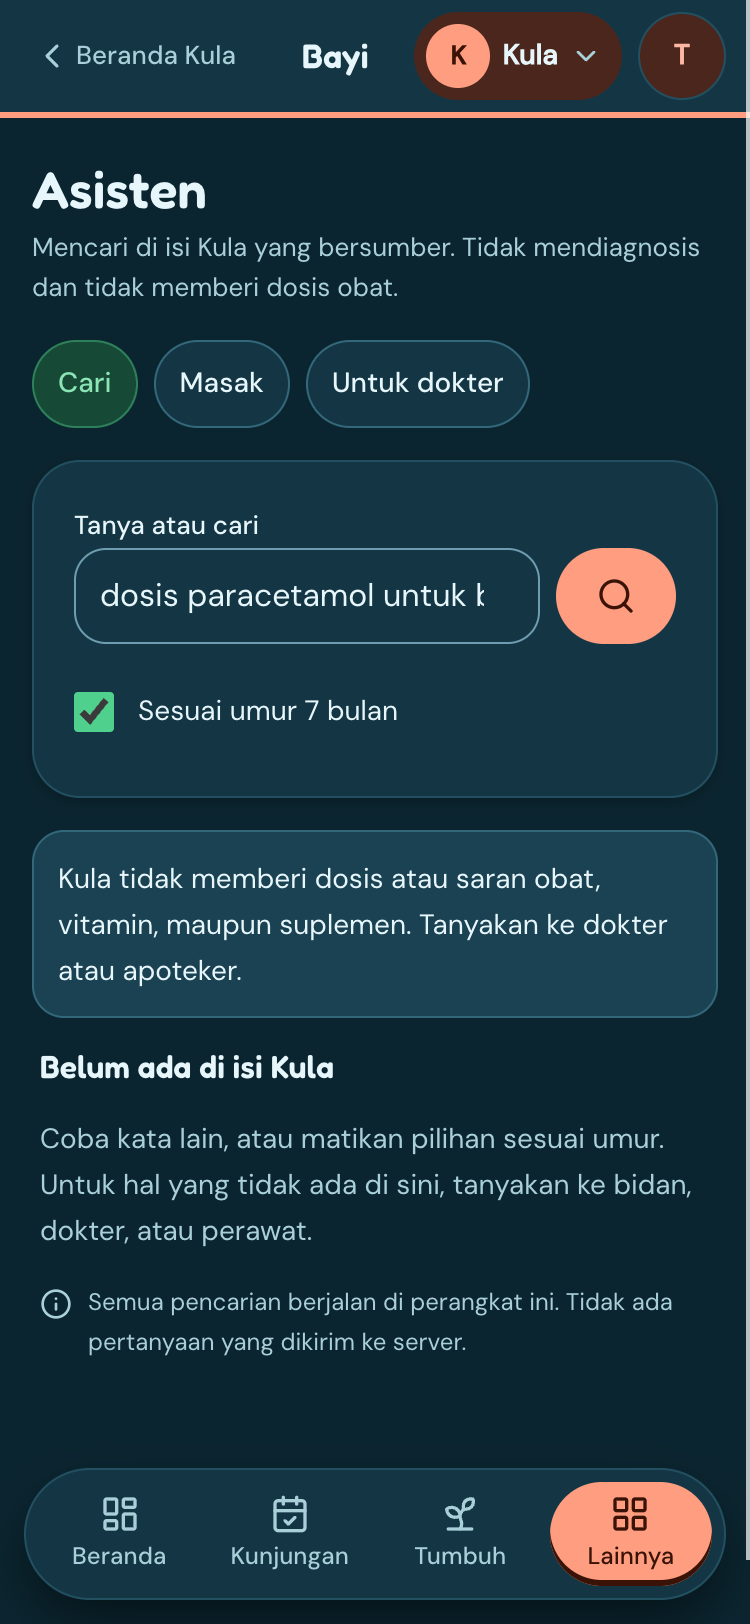 Beranda Kula
Bayi
K
Kula
T
Asisten
Mencari di isi Kula yang bersumber. Tidak mendiagnosis
dan tidak memberi dosis obat.
Cari
Masak
Untuk dokter
Tanya atau cari
dosis paracetamol untuk
Sesuai umur 7 bulan
Kula tidak memberi dosis atau saran obat,
vitamin, maupun suplemen. Tanyakan ke dokter
atau apoteker.
Belum ada di isi Kula
Coba kata lain, atau matikan pilihan sesuai umur.
Untuk hal yang tidak ada di sini, tanyakan ke bidan,
dokter, atau perawat.
Semua pencarian berjalan di perangkat ini. Tidak ada
pertanyaan yang dikirim ke server.
Beranda
Kunjungan
Tumbuh
Lainnya